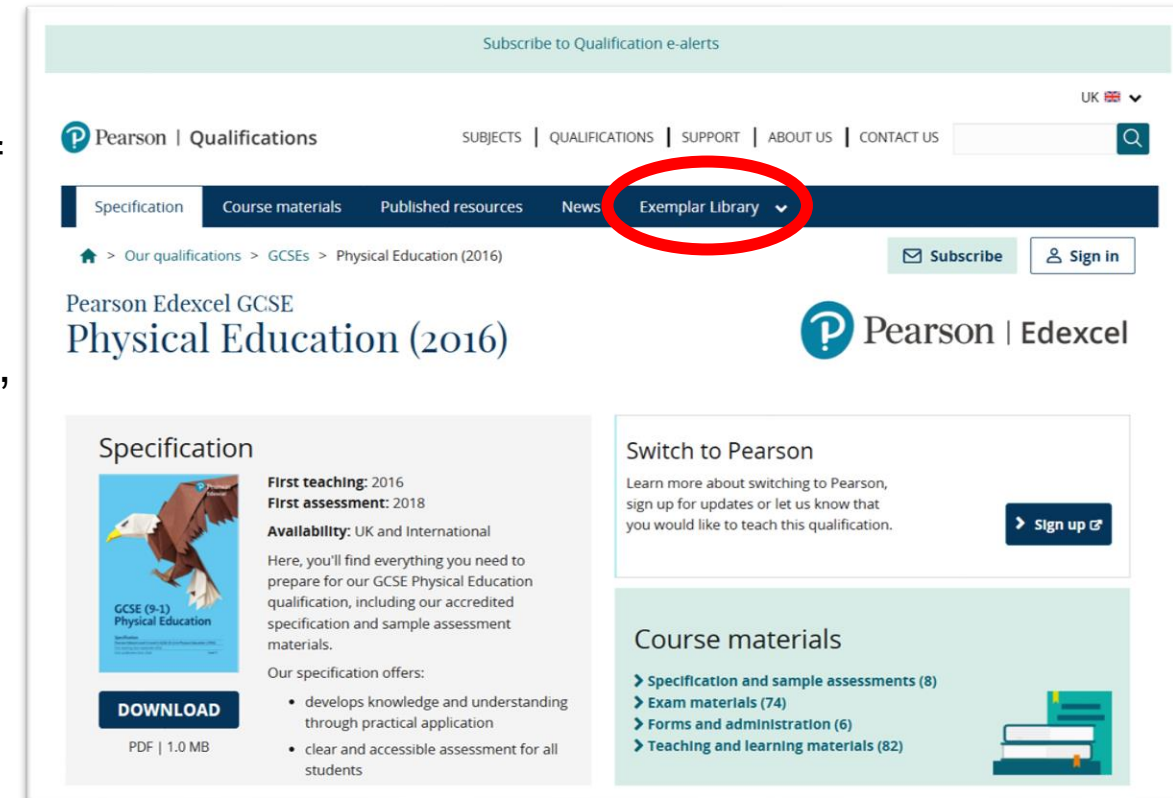 Subscribe to Qualification e-alerts
UK
Pearson | Qualifications
SUBJECTS | QUALIFICATIONS | SUPPORT | ABOUT US | CONTACT US
:
Specification Course materials Published resources News Exemplar Library
> Our qualifications > GCSEs > Physical Education (2016)
Subscribe
Sign in
Pearson Edexcel GCSE
Physical Education (2016)
Pearson | Edexcel
,
Specification
First teaching: 2016
First assessment: 2018
Availability: UK and International
Here, you'll find everything you need to
prepare for our GCSE Physical Education
qualification, including our accredited
specification and sample assessment
materials.
Our specification offers:
• develops knowledge and understanding
through practical application
• clear and accessible assessment for all
students
GCSE (9-1)
Physical Education
DOWNLOAD
PDF | 1.0 MB
Switch to Pearson
Learn more about switching to Pearson,
sign up for updates or let us know that
you would like to teach this qualification.
Sign up
Course materials
Specification and sample assessments (8)
Exam materials (74)
Forms and administration (6)
Teaching and learning materials (82)